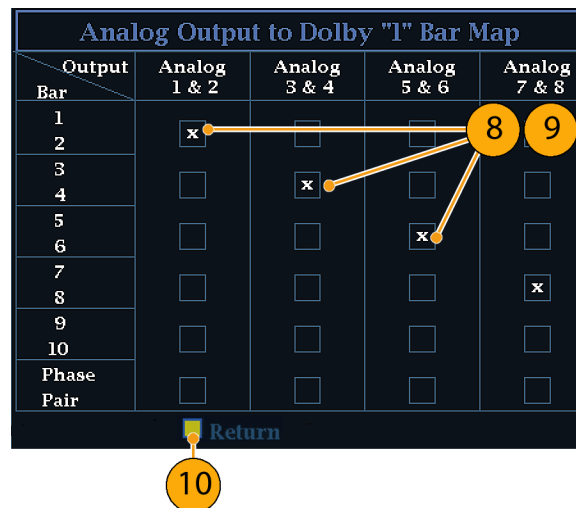 Analog Output to Dolby "1" Bar Map
Output
Bar
Analog
1 & 2
Analog
3 & 4
Analog
5 & 6
Analog
7 & 8
1
2
x
8
9
3
4
x
5
6
x
7
8
x
9
10
Phase
Pair
Return
10